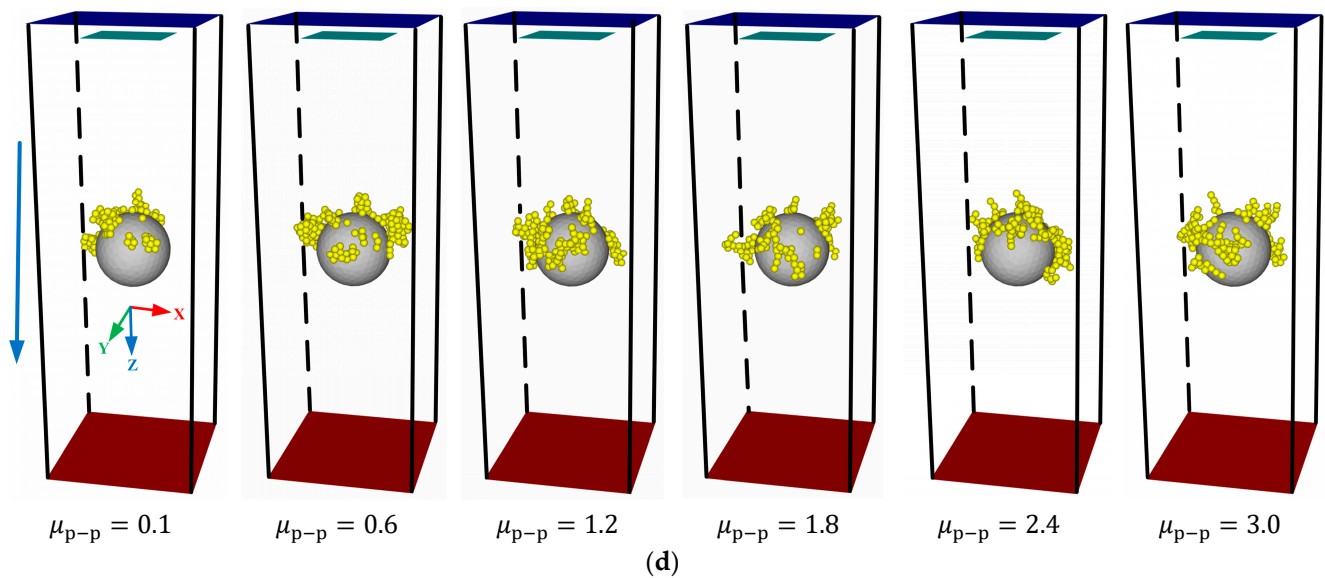 X
Y
Z
μp−p = 0.1
μp−p = 0.6
μp−p = 1.2
μp−p = 1.8
μp−p = 2.4
μp−p = 3.0
(d)